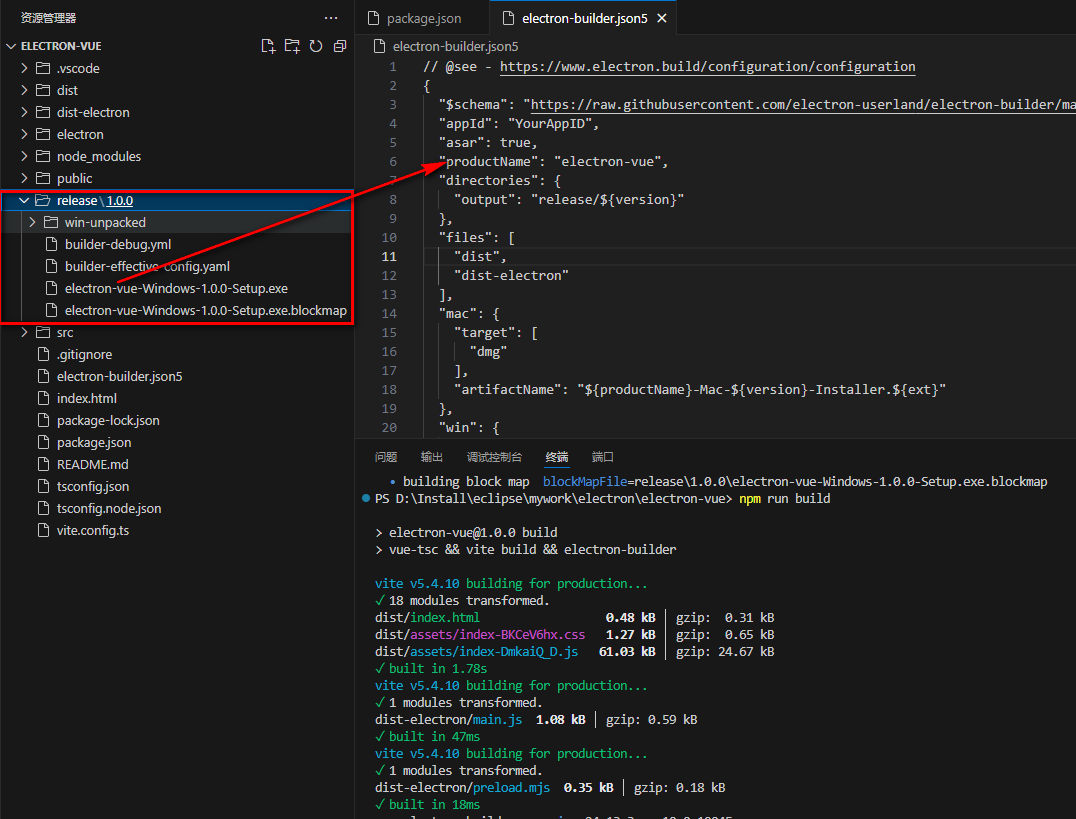 资源管理器
ELECTRON-VUE
.vscode
dist
dist-electron
electron
node_modules
public
release\1.0.0
win-unpacked
builder-debug.yml
builder-effective-config.yaml
electron-vue-Windows-1.0.0-Setup.exe
electron-vue-Windows-1.0.0-Setup.exe.blockmap
src
.gitignore
electron-builder.json5
index.html
package-lock.json
package.json
README.md
tsconfig.json
tsconfig.node.json
vite.config.ts
package.json
electron-builder.json5
electron-builder.json5
1 // @see - https://www.electron.build/configuration/configuration
2 {
3 "$schema": "https://raw.githubusercontent.com/electron-userland/electron-builder/ma
4 "appId": "YourAppID",
5 "asar": true,
6 "productName": "electron-vue",
7 "directories": {
8 "output": "release/${version}"
9 },
10 "files": [
11 "dist",
12 "dist-electron"
13 ],
14 "mac": {
15 "target": [
16 "dmg"
17 ],
18 "artifactName": "${productName}-Mac-${version}-Installer.${ext}"
19 },
20 "win": {
问题 输出 调试控制台 终端 端口
• building block map blockMapFile=release\1.0.0\electron-vue-Windows-1.0.0-Setup.exe.blockmap
PS D:\Install\eclipse\mywork\electron\electron-vue> npm run build
> electron-vue@1.0.0 build
> vue-tsc && vite build && electron-builder
vite v5.4.10 building for production...
✓ 18 modules transformed.
dist/index.html 0.48 kB │ gzip: 0.31 kB
dist/assets/index-BKCeV6hx.css 1.27 kB │ gzip: 0.65 kB
dist/assets/index-DmkaiQ_D.js 61.03 kB │ gzip: 24.67 kB
✓ built in 1.78s
vite v5.4.10 building for production...
✓ 1 modules transformed.
dist-electron/main.js 1.08 kB │ gzip: 0.59 kB
✓ built in 47ms
vite v5.4.10 building for production...
✓ 1 modules transformed.
dist-electron/preload.mjs 0.35 kB │ gzip: 0.18 kB
✓ built in 18ms